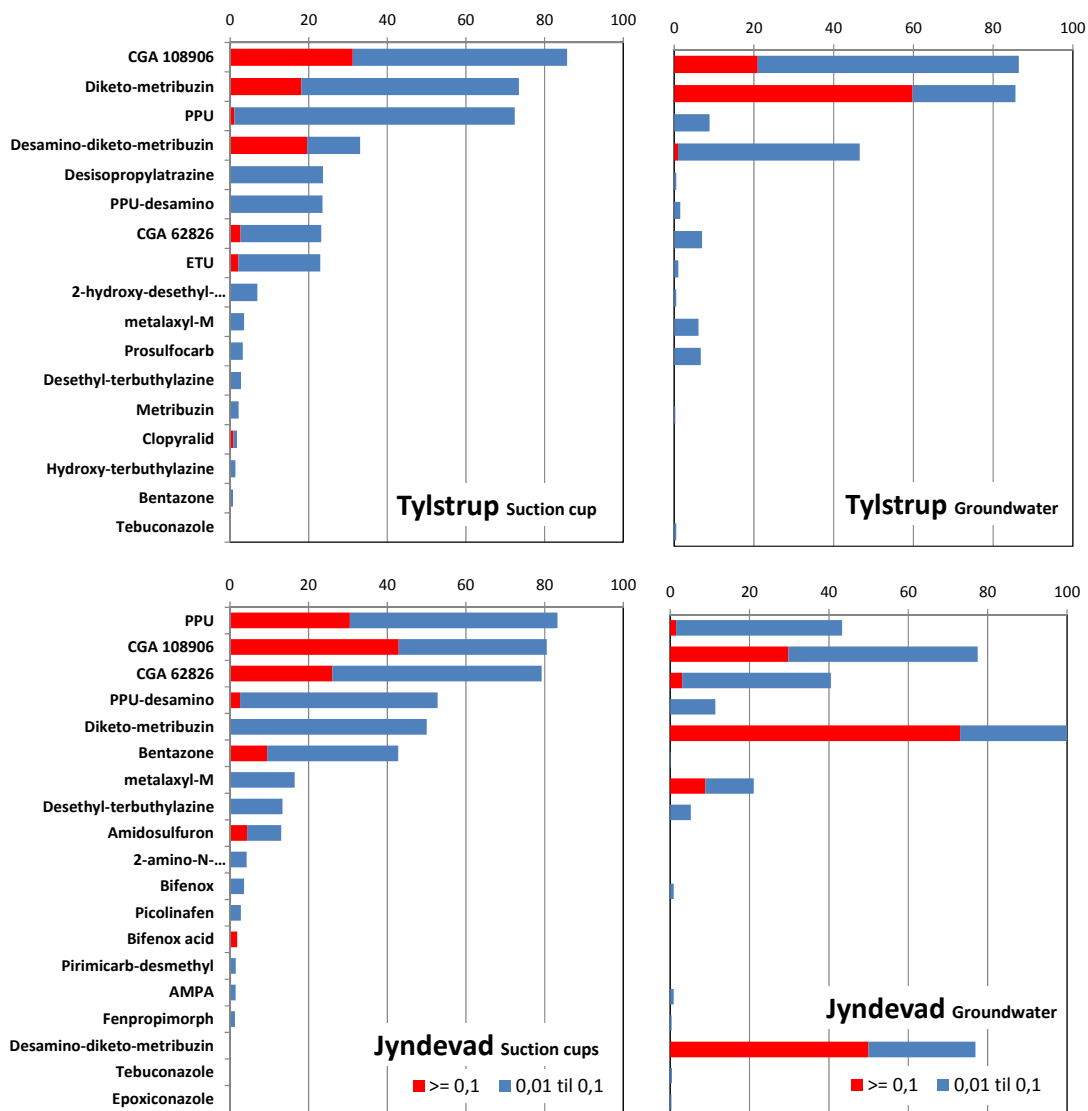 0 20 40 60 80 100
0 20 40 60 80 100
CGA 108906
Diketo-metribuzin
PPU
Desamino-diketo-metribuzin
Desisopropylatrazine
PPU-desamino
CGA 62826
ETU
2-hydroxy-desethyl-...
metalaxyl-M
Prosulfocarb
Desethyl-terbuthylazine
Metribuzin
Clopyralid
Hydroxy-terbuthylazine
Bentazone
Tebuconazole
Tylstrup Suction cup
Tylstrup Groundwater
0 20 40 60 80 100
0 20 40 60 80 100
PPU
CGA 108906
CGA 62826
PPU-desamino
Diketo-metribuzin
Bentazone
metalaxyl-M
Desethyl-terbuthylazine
Amidosulfuron
2-amino-N-...
Bifenox
Picolinafen
Bifenox acid
Pirimicarb-desmethyl
AMPA
Fenpropimorph
Desamino-diketo-metribuzin
Tebuconazole
Epoxiconazole
Jyndevad Suction cups
>= 0,1 0,01 til 0,1
Jyndevad Groundwater
>= 0,1 0,01 til 0,1